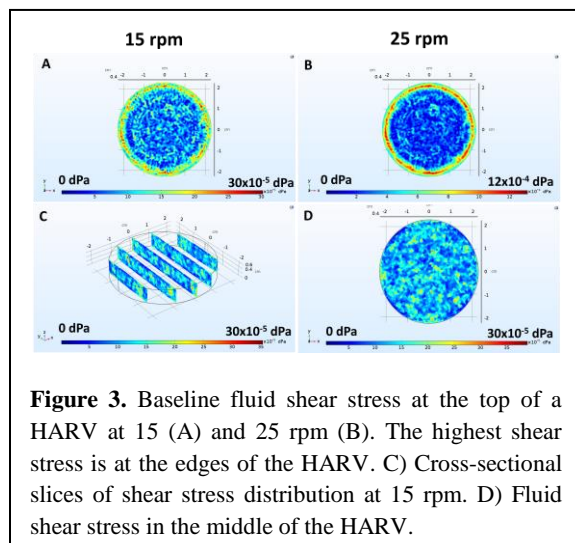 15 rpm
25 rpm
A
B
0 dPa
30x10⁻⁵ dPa
0 dPa
12x10⁻⁴ dPa
C
D
0 dPa
30x10⁻⁵ dPa
0 dPa
30x10⁻⁵ dPa
Figure 3. Baseline fluid shear stress at the top of a
HARV at 15 (A) and 25 rpm (B). The highest shear
stress is at the edges of the HARV. C) Cross-sectional
slices of shear stress distribution at 15 rpm. D) Fluid
shear stress in the middle of the HARV.